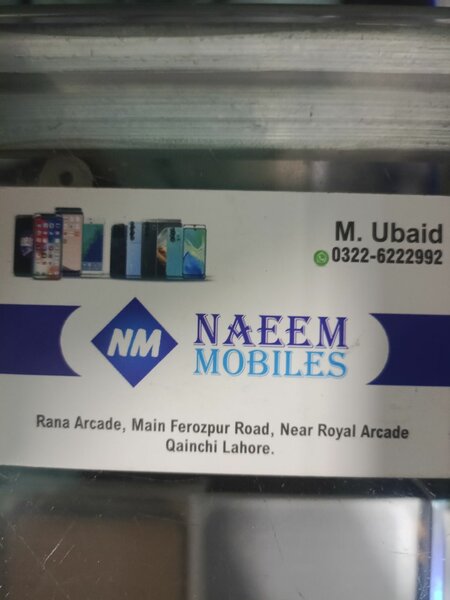 M. Ubaid
0322-6222992
NM
NAEEM
MOBILES
Rana Arcade, Main Ferozpur Road, Near Royal Arcade
Qainchi Lahore.